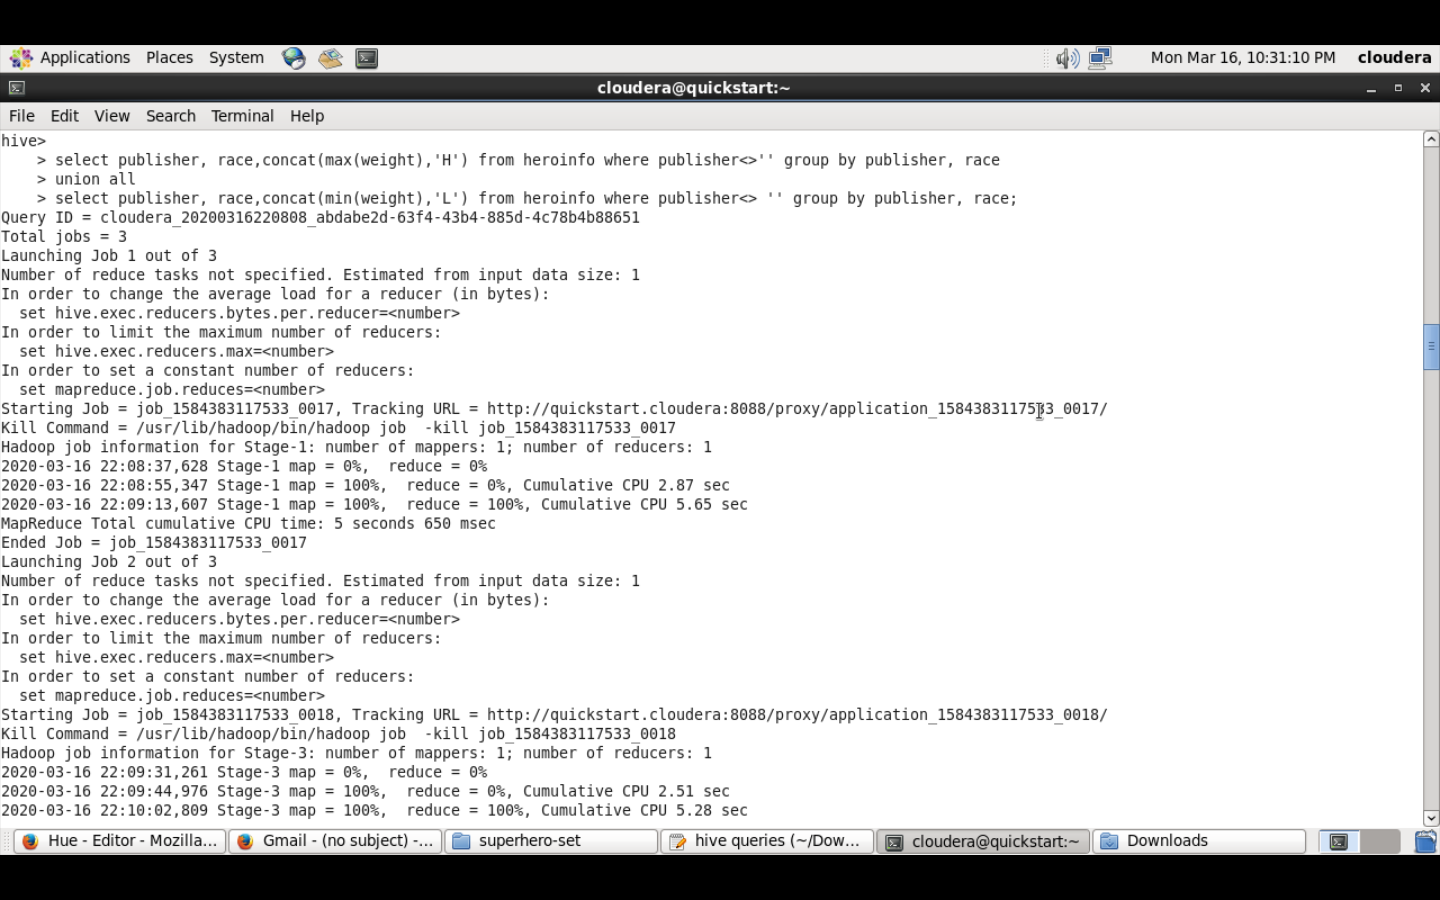 Applications Places System Mon Mar 16, 10:31:10 PM cloudera
cloudera@quickstart:~
File Edit View Search Terminal Help
hive>
    > select publisher, race,concat(max(weight),'H') from heroinfo where publisher<>'' group by publisher, race
    > union all
    > select publisher, race,concat(min(weight),'L') from heroinfo where publisher<> '' group by publisher, race;
Query ID = cloudera_20200316220808_abdabe2d-63f4-43b4-885d-4c78b4b88651
Total jobs = 3
Launching Job 1 out of 3
Number of reduce tasks not specified. Estimated from input data size: 1
In order to change the average load for a reducer (in bytes):
  set hive.exec.reducers.bytes.per.reducer=<number>
In order to limit the maximum number of reducers:
  set hive.exec.reducers.max=<number>
In order to set a constant number of reducers:
  set mapreduce.job.reduces=<number>
Starting Job = job_1584383117533_0017, Tracking URL = http://quickstart.cloudera:8088/proxy/application_1584383117533_0017/
Kill Command = /usr/lib/hadoop/bin/hadoop job  -kill job_1584383117533_0017
Hadoop job information for Stage-1: number of mappers: 1; number of reducers: 1
2020-03-16 22:08:37,628 Stage-1 map = 0%,  reduce = 0%
2020-03-16 22:08:55,347 Stage-1 map = 100%,  reduce = 0%, Cumulative CPU 2.87 sec
2020-03-16 22:09:13,607 Stage-1 map = 100%,  reduce = 100%, Cumulative CPU 5.65 sec
MapReduce Total cumulative CPU time: 5 seconds 650 msec
Ended Job = job_1584383117533_0017
Launching Job 2 out of 3
Number of reduce tasks not specified. Estimated from input data size: 1
In order to change the average load for a reducer (in bytes):
  set hive.exec.reducers.bytes.per.reducer=<number>
In order to limit the maximum number of reducers:
  set hive.exec.reducers.max=<number>
In order to set a constant number of reducers:
  set mapreduce.job.reduces=<number>
Starting Job = job_1584383117533_0018, Tracking URL = http://quickstart.cloudera:8088/proxy/application_1584383117533_0018/
Kill Command = /usr/lib/hadoop/bin/hadoop job  -kill job_1584383117533_0018
Hadoop job information for Stage-3: number of mappers: 1; number of reducers: 1
2020-03-16 22:09:31,261 Stage-3 map = 0%,  reduce = 0%
2020-03-16 22:09:44,976 Stage-3 map = 100%,  reduce = 0%, Cumulative CPU 2.51 sec
2020-03-16 22:10:02,809 Stage-3 map = 100%,  reduce = 100%, Cumulative CPU 5.28 sec
Hue - Editor - Mozilla... Gmail - (no subject) -... superhero-set hive queries (~/Dow... cloudera@quickstart:~ Downloads